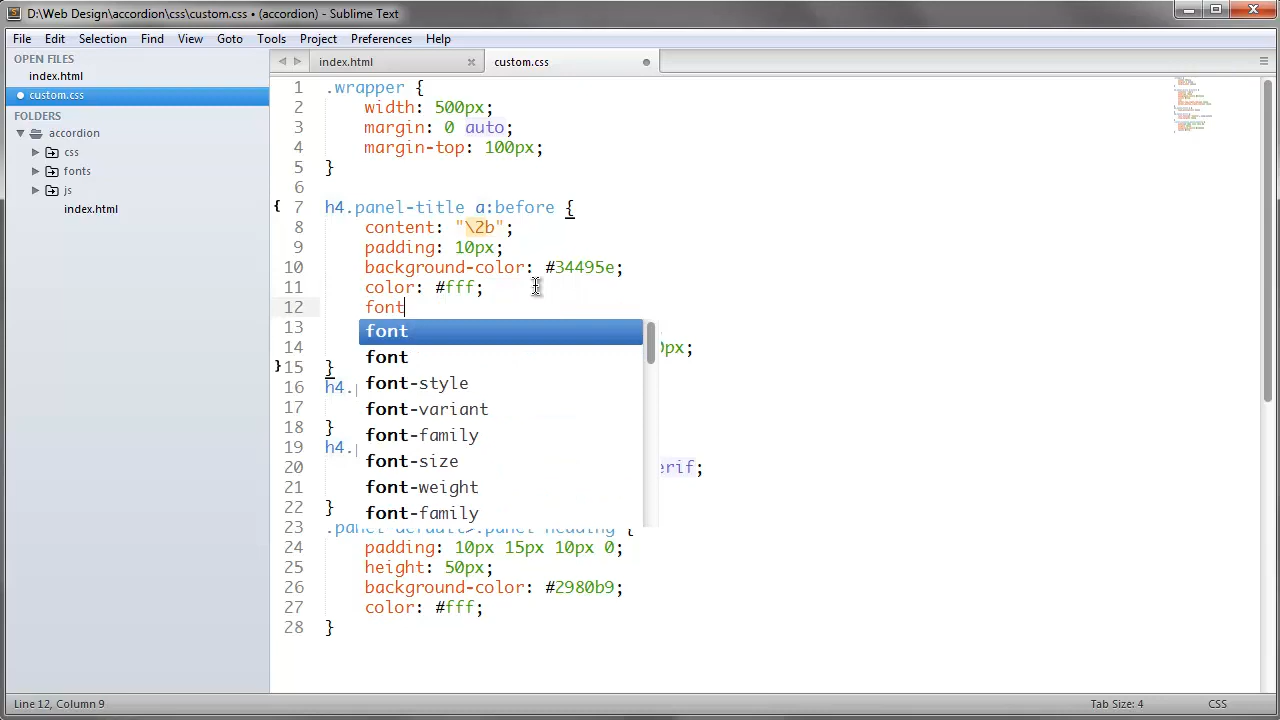 D:\Web Design\accordion\css\custom.css • (accordion) - Sublime Text
File Edit Selection Find View Goto Tools Project Preferences Help
OPEN FILES
index.html
custom.css
FOLDERS
accordion
css
fonts
js
index.html
index.html custom.css
1 .wrapper {
2 width: 500px;
3 margin: 0 auto;
4 margin-top: 100px;
5 }
6
7 h4.panel-title a:before {
8 content: "\2b";
9 padding: 10px;
10 background-color: #34495e;
11 color: #fff;
12 font
13
14 px;
15 }
16 h4.
17
18 }
19 h4.
20 erif;
21
22 }
23 .panel-default>.panel-heading {
24 padding: 10px 15px 10px 0;
25 height: 50px;
26 background-color: #2980b9;
27 color: #fff;
28 }
font
font
font-style
font-variant
font-family
font-size
font-weight
font-family
Line 12, Column 9 Tab Size: 4 CSS